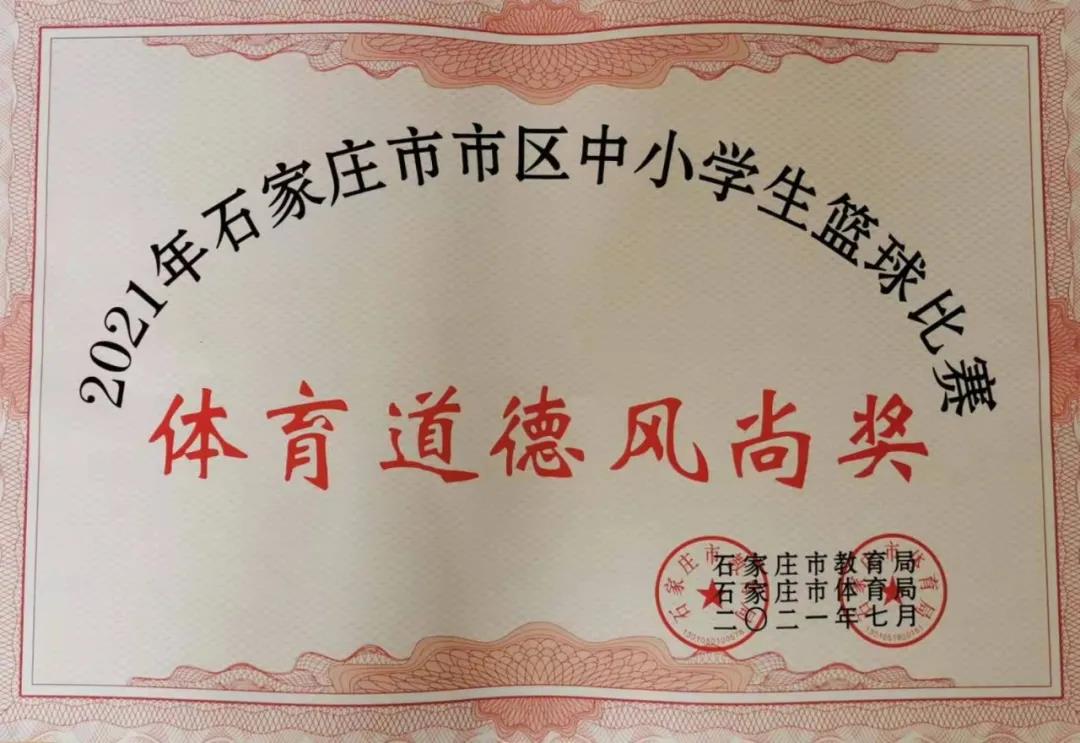 2021年石家庄市市区中小学生篮球比赛
体育道德风尚奖
石家庄市教育局
石家庄市体育局
二〇二一年七月